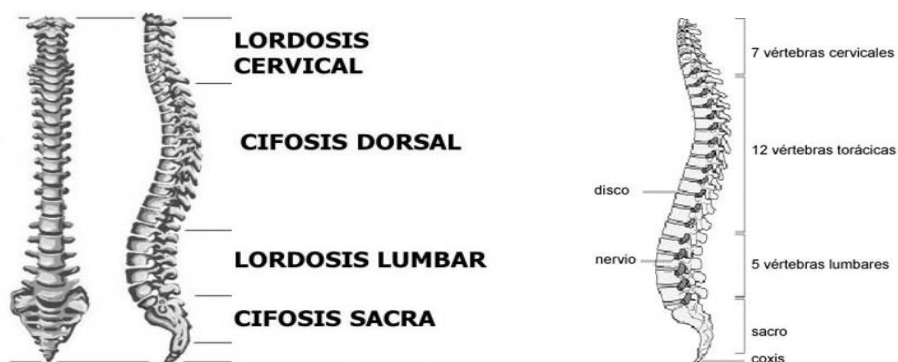 LORDOSIS
CERVICAL
CIFOSIS DORSAL
LORDOSIS LUMBAR
CIFOSIS SACRA
7 vértebras cervicales
12 vértebras torácicas
disco
nervio
5 vértebras lumbares
sacro
coxis